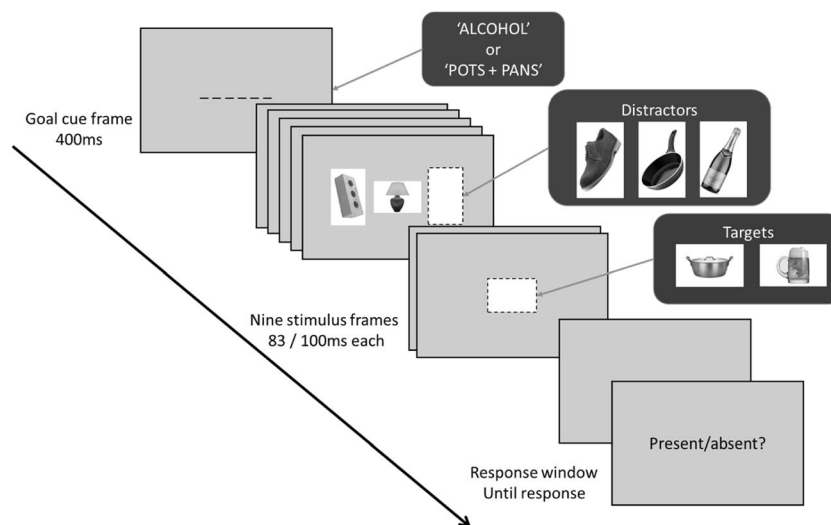 ‘ALCOHOL’
or
‘POTS + PANS’
Goal cue frame
400ms
Distractors
Targets
Nine stimulus frames
83 / 100ms each
Present/absent?
Response window
Until response